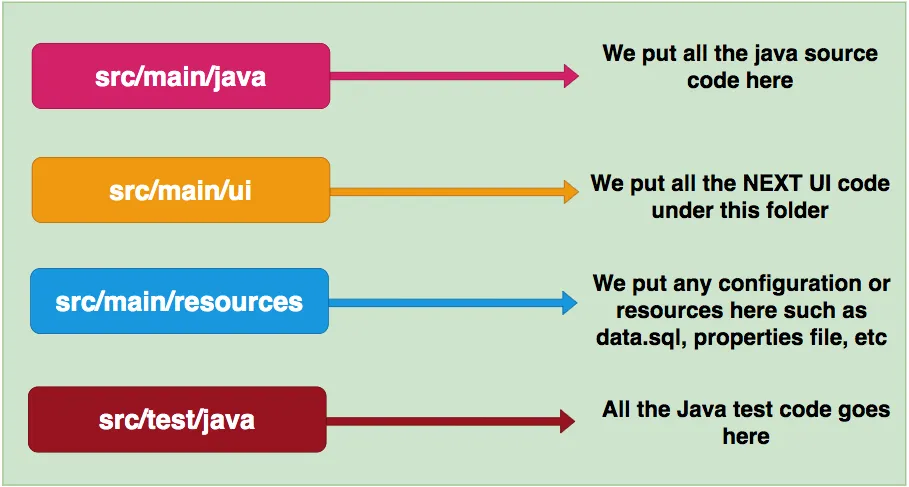 src/main/java
We put all the java source
code here
src/main/ui
We put all the NEXT UI code
under this folder
src/main/resources
We put any configuration or
resources here such as
data.sql, properties file, etc
src/test/java
All the Java test code goes
here